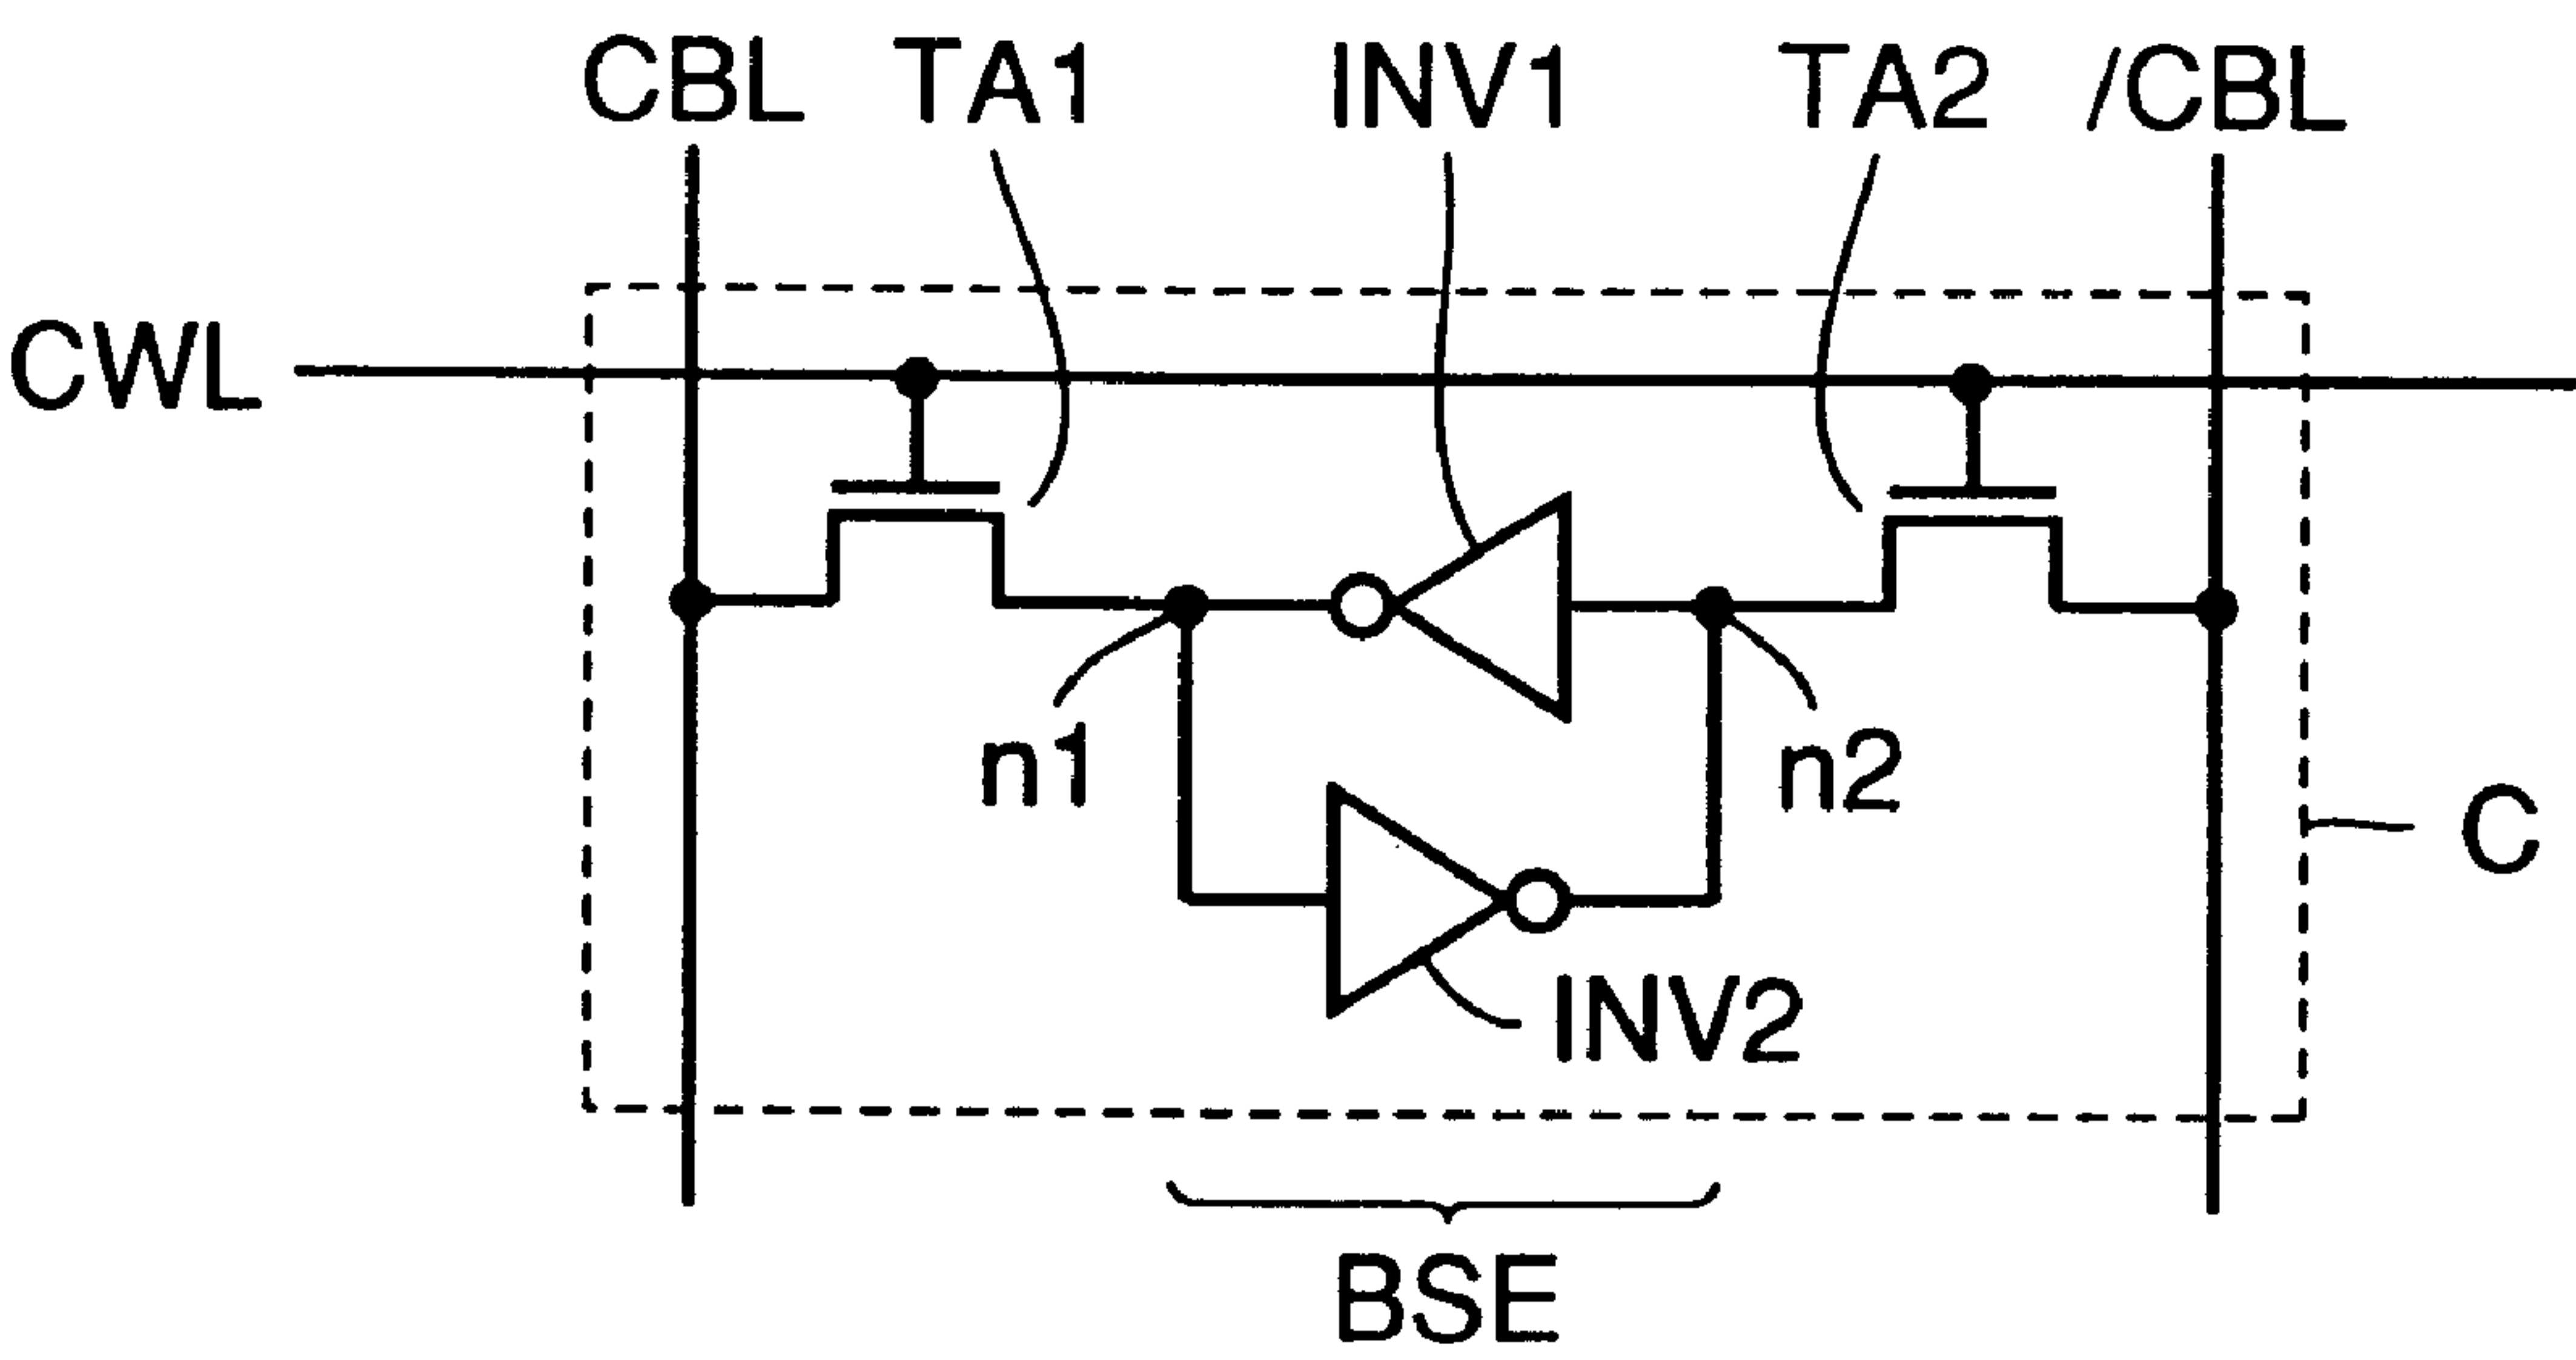 CBL TA1 INV1 TA2 /CBL
CWL
n1 n2
C
INV2
BSE